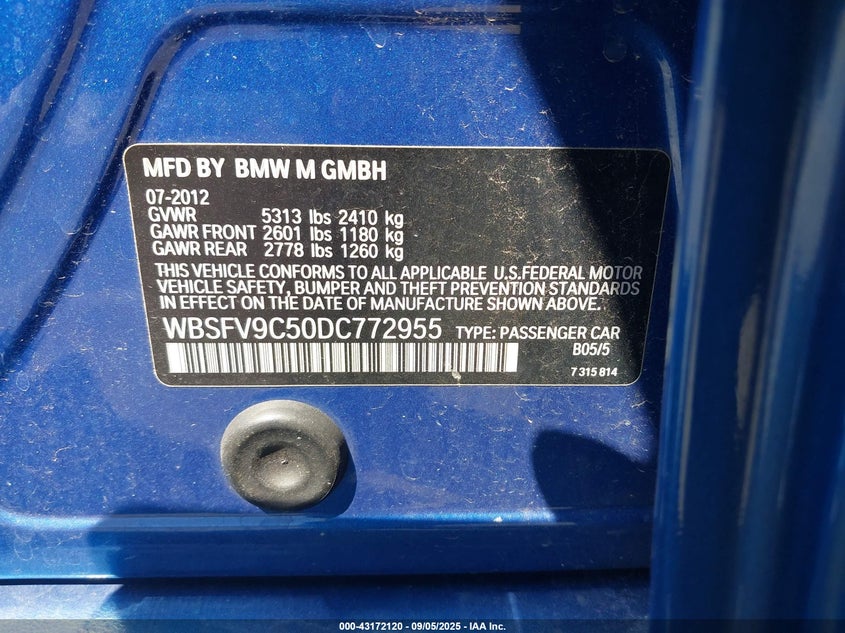 MFD BY BMW M GMBH
07-2012
GVWR 5313 lbs 2410 kg
GAWR FRONT 2601 lbs 1180 kg
GAWR REAR 2778 lbs 1260 kg
THIS VEHICLE CONFORMS TO ALL APPLICABLE U.S.FEDERAL MOTOR
VEHICLE SAFETY, BUMPER AND THEFT PREVENTION STANDARDS
IN EFFECT ON THE DATE OF MANUFACTURE SHOWN ABOVE.
WBSFV9C50DC772955 TYPE: PASSENGER CAR
B05/5
7 315 814
000-43172120 - 09/05/2025 - IAA Inc.